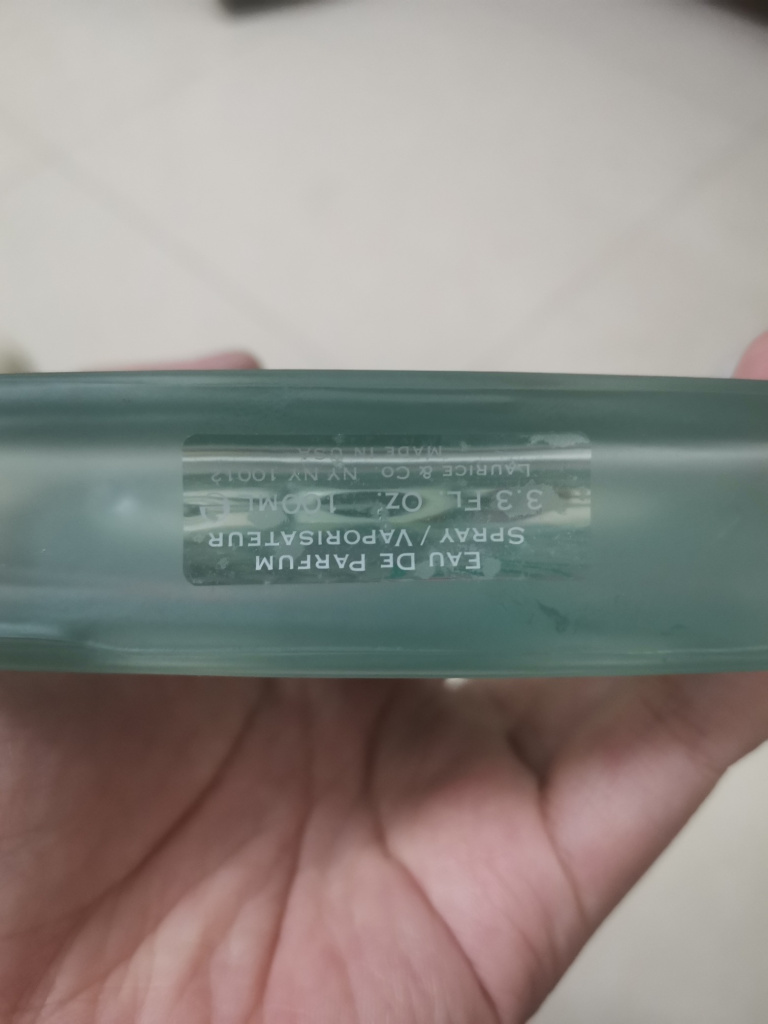 EAU DE PARFUM
SPRAY / VAPORISATEUR
3.3 FL. OZ. 100ML ℮
LAURICE & CO NY NY 10012
MADE IN USA